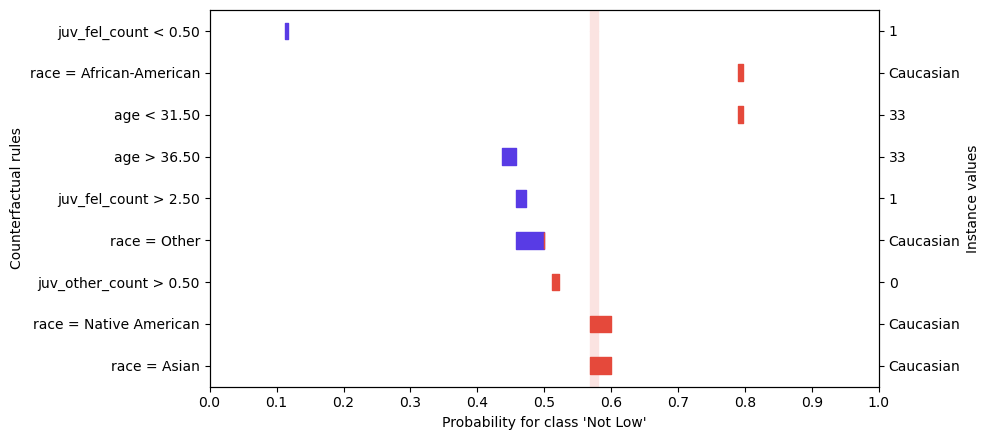 juv_fel_count < 0.50 1
race = African-American Caucasian
age < 31.50 33
age > 36.50 33
juv_fel_count > 2.50 1
race = Other Caucasian
juv_other_count > 0.50 0
race = Native American Caucasian
race = Asian Caucasian
Counterfactual rules
Instance values
0.0 0.1 0.2 0.3 0.4 0.5 0.6 0.7 0.8 0.9 1.0
Probability for class 'Not Low'